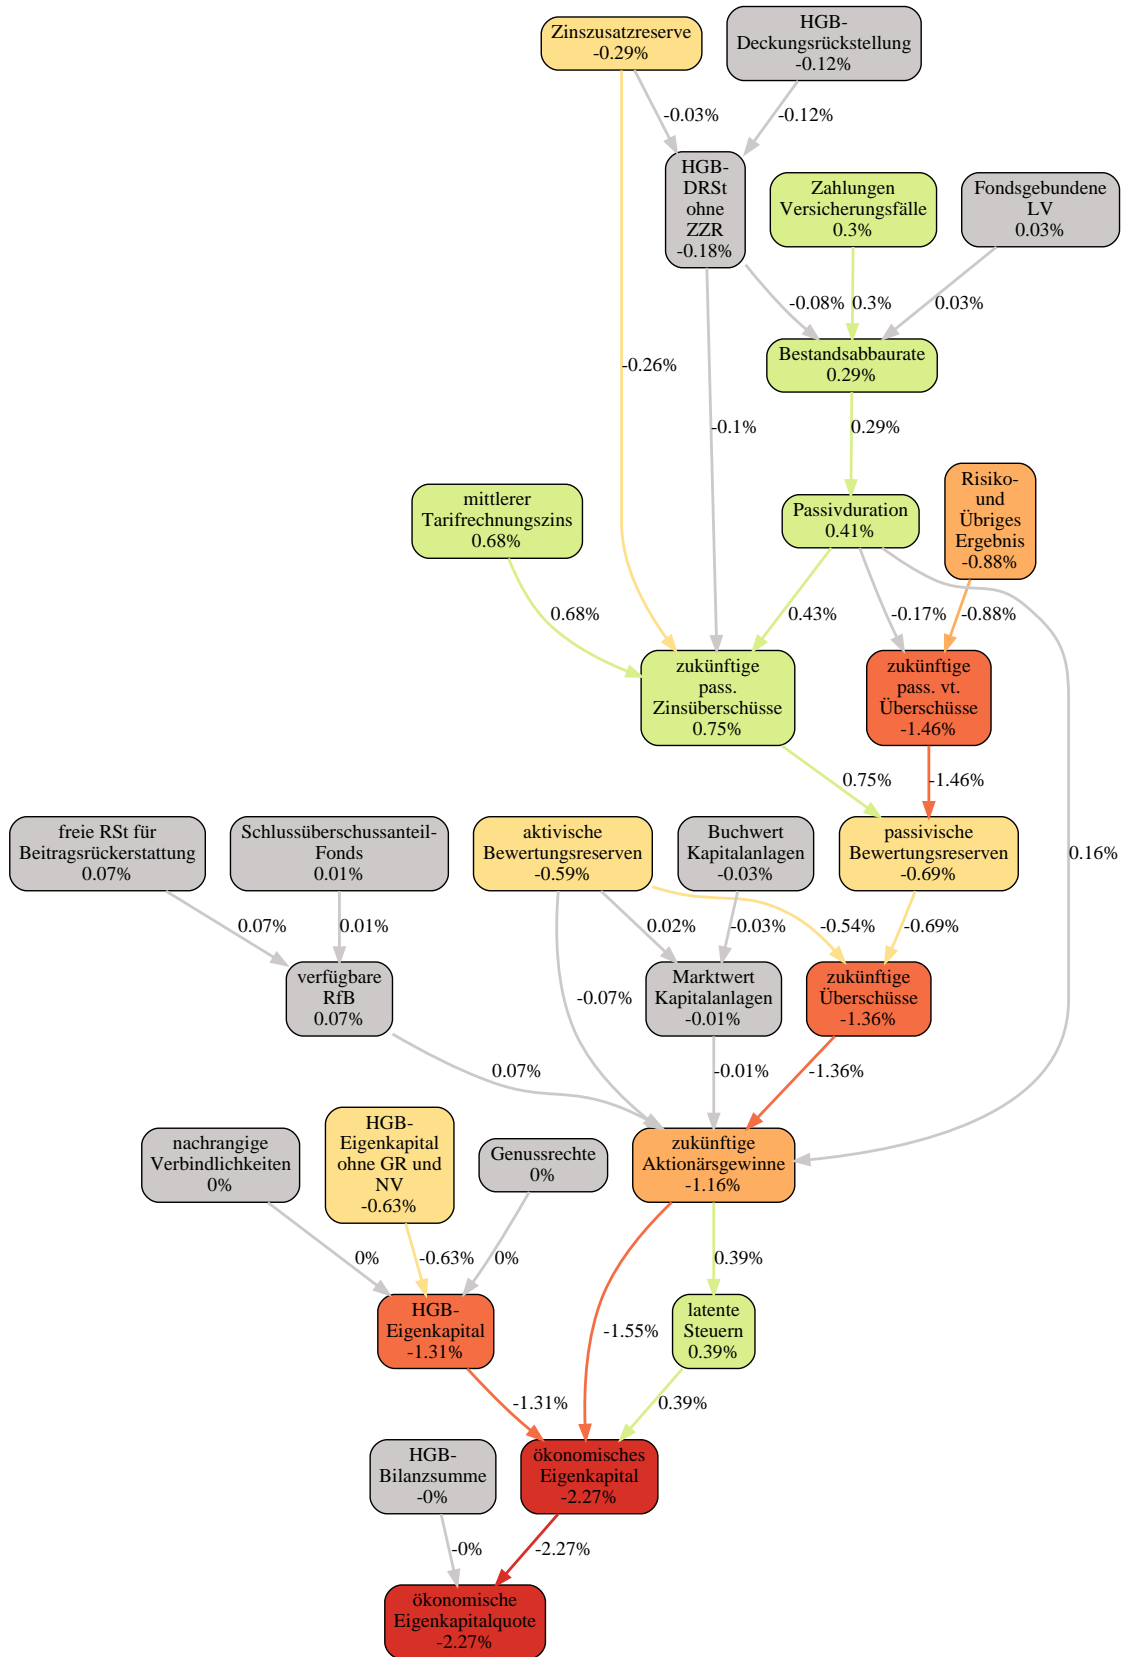 Zinszusatzreserve
-0.29%
HGB-
Deckungsrückstellung
-0.12%
-0.03%
-0.12%
HGB-
DRSt
ohne
ZZR
-0.18%
Zahlungen
Versicherungsfälle
0.3%
Fondsgebundene
LV
0.03%
-0.08%
0.3%
0.03%
Bestandsabbaurate
0.29%
-0.26%
-0.1%
0.29%
mittlerer
Tarifrechnungszins
0.68%
Passivduration
0.41%
Risiko-
und
Übriges
Ergebnis
-0.88%
0.68%
0.43%
-0.17%
-0.88%
zukünftige
pass.
Zinsüberschüsse
0.75%
zukünftige
pass. vt.
Überschüsse
-1.46%
0.75%
-1.46%
freie RSt für
Beitragsrückerstattung
0.07%
Schlussüberschussanteil-
Fonds
0.01%
aktivische
Bewertungsreserven
-0.59%
Buchwert
Kapitalanlagen
-0.03%
passivische
Bewertungsreserven
-0.69%
0.16%
0.07%
0.01%
0.02%
-0.03%
-0.54%
-0.69%
verfügbare
RfB
0.07%
-0.07%
Marktwert
Kapitalanlagen
-0.01%
zukünftige
Überschüsse
-1.36%
0.07%
-0.01%
-1.36%
nachrangige
Verbindlichkeiten
0%
HGB-
Eigenkapital
ohne GR und
NV
-0.63%
Genussrechte
0%
zukünftige
Aktionärsgewinne
-1.16%
0%
-0.63%
0%
0.39%
HGB-
Eigenkapital
-1.31%
-1.55%
latente
Steuern
0.39%
-1.31%
0.39%
HGB-
Bilanzsumme
-0%
ökonomisches
Eigenkapital
-2.27%
-0%
-2.27%
ökonomische
Eigenkapitalquote
-2.27%